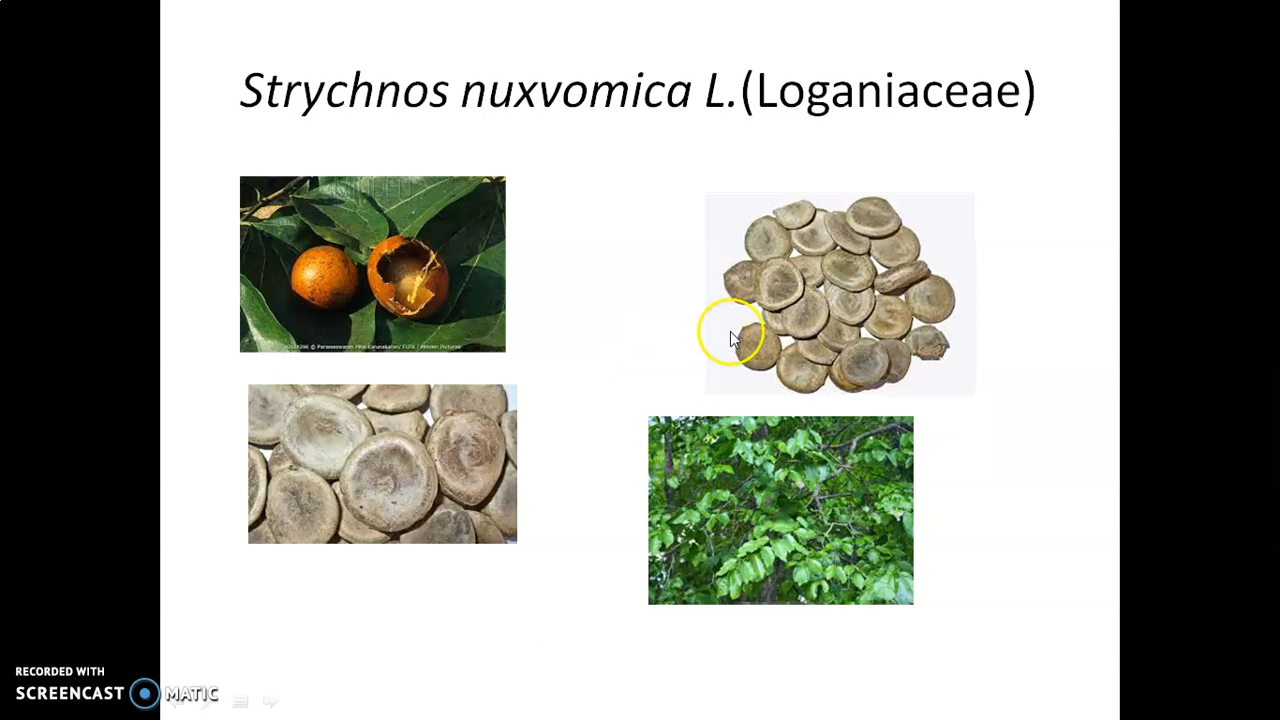 Strychnos nuxvomica L.(Loganiaceae)
RECORDED WITH
SCREENCAST MATIC